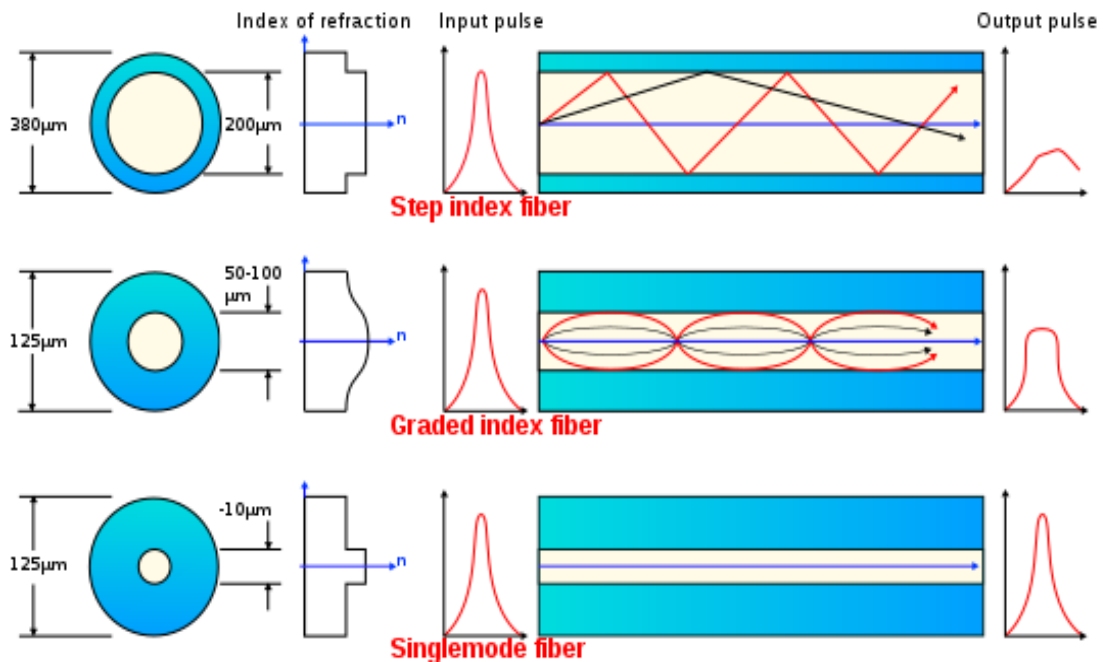 Index of refraction
Input pulse
Output pulse
380μm
200μm
n
Step index fiber
50-100
μm
125μm
n
Graded index fiber
-10μm
125μm
n
Singlemode fiber